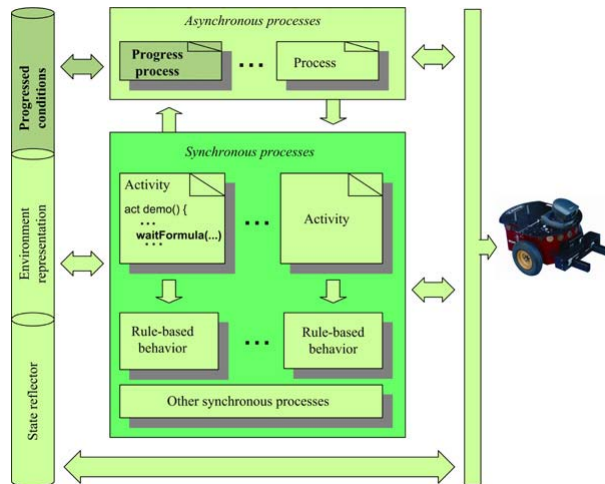 Asynchronous processes
Progress
process
...
Process
Progressed
conditions
Synchronous processes
Activity
act demo() {
...
waitFormula(...)
...
...
Activity
Environment
representation
Rule-based
behavior
...
Rule-based
behavior
Other synchronous processes
State reflector